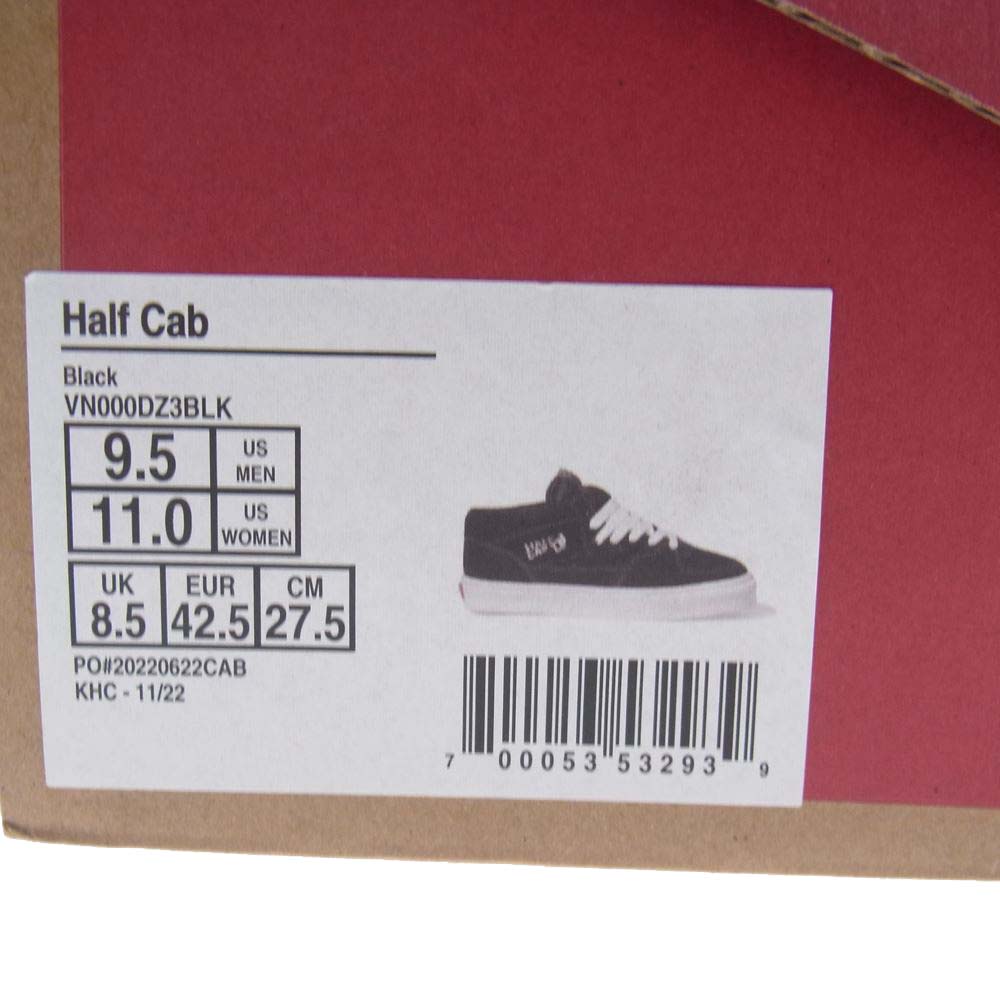 Half Cab
Black
VN000DZ3BLK
9.5 US MEN
11.0 US WOMEN
UK EUR CM
8.5 42.5 27.5
PO#20220622CAB
KHC - 11/22
7 00053 53293 9